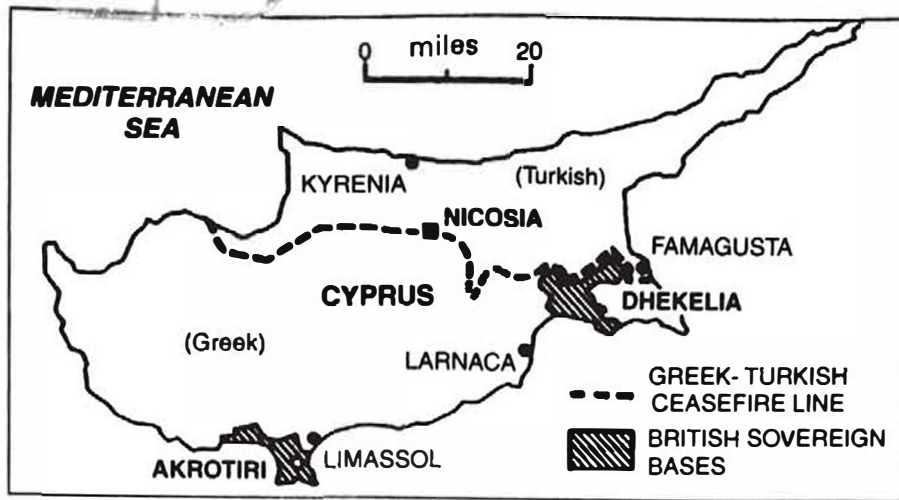 0 miles 20
MEDITERRANEAN
SEA
KYRENIA
(Turkish)
NICOSIA
FAMAGUSTA
CYPRUS
DHEKELIA
(Greek)
LARNACA
GREEK-TURKISH
CEASEFIRE LINE
BRITISH SOVEREIGN
BASES
AKROTIRI
LIMASSOL